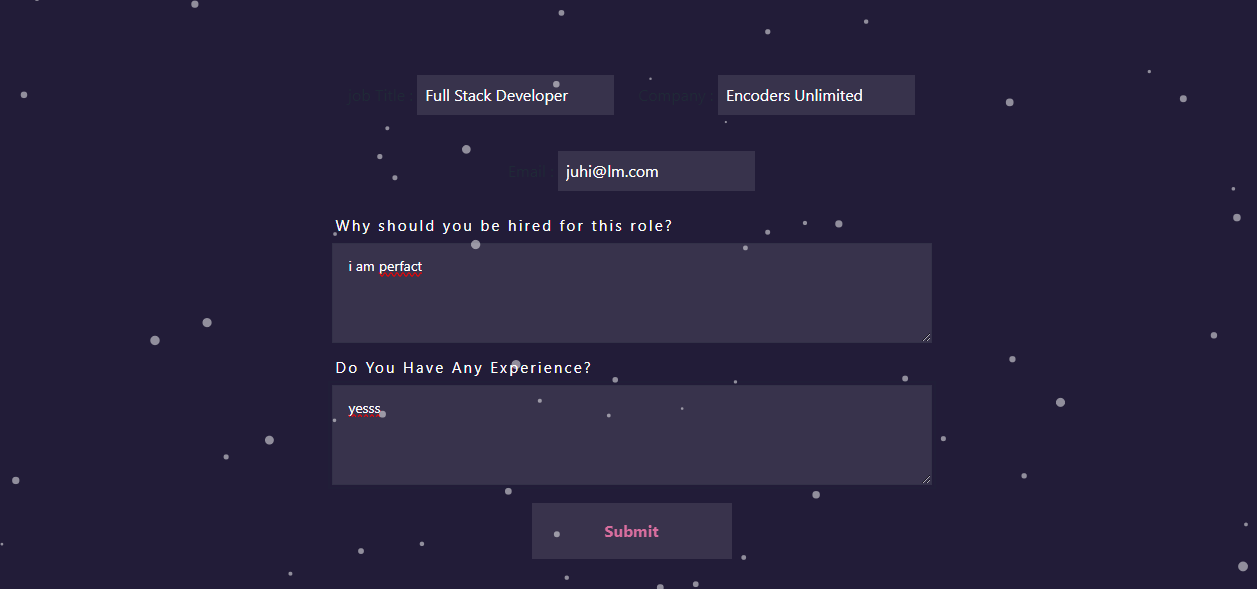 Job Title Full Stack Developer Company Encoders Unlimited
Email juhi@lm.com
Why should you be hired for this role?
i am perfact
Do You Have Any Experience?
yesss
Submit